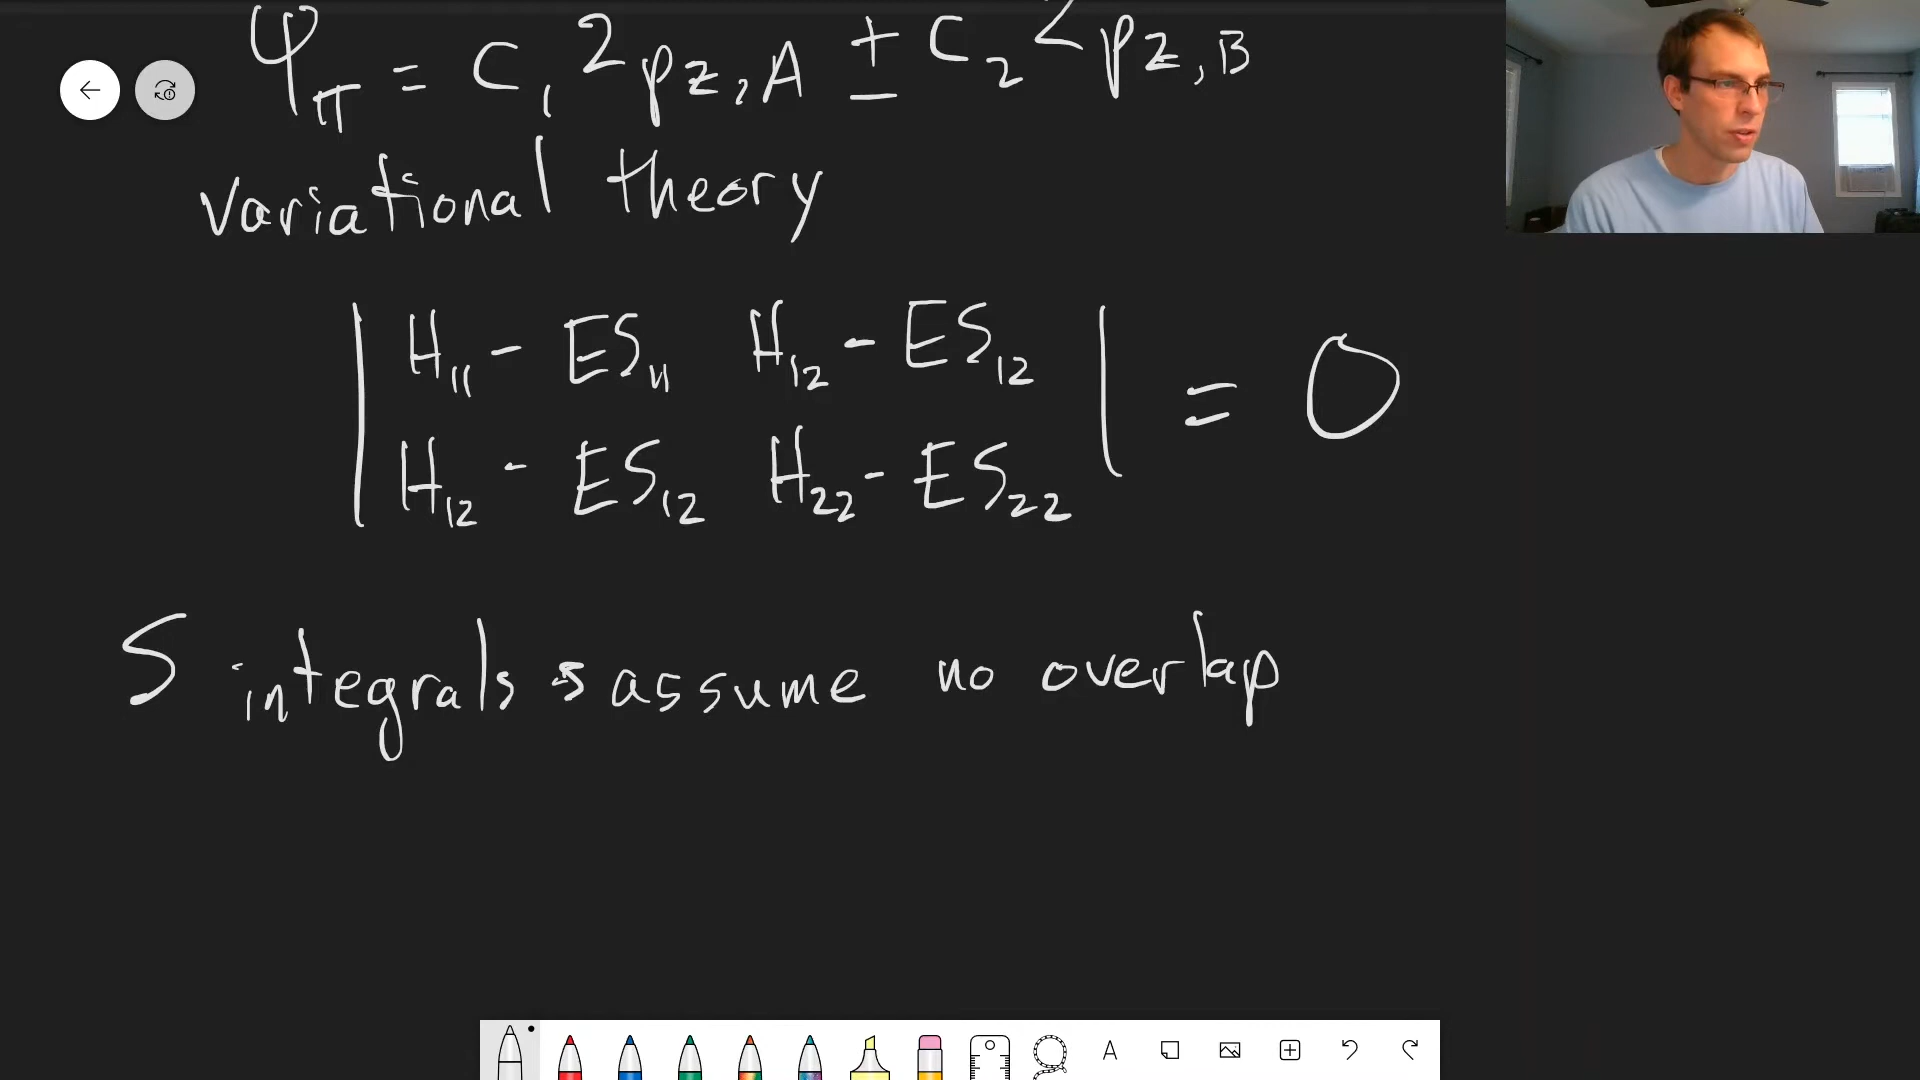 φπ = C₁ 2pz,A ± C₂ 2pz,B
variational theory
| H₁₁ - ES₁₁ H₁₂ - ES₁₂ | = 0
| H₁₂ - ES₁₂ H₂₂ - ES₂₂ |
S integrals → assume no overlap
A